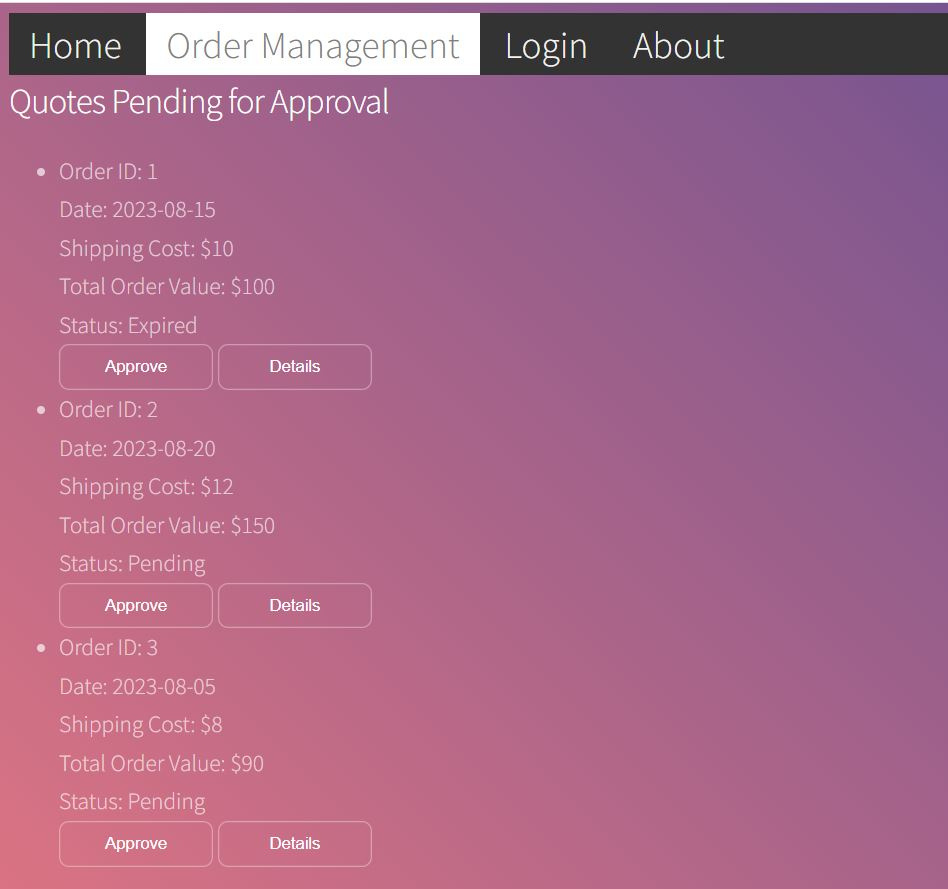 Home Order Management Login About
Quotes Pending for Approval
Order ID: 1
Date: 2023-08-15
Shipping Cost: $10
Total Order Value: $100
Status: Expired
Approve Details
Order ID: 2
Date: 2023-08-20
Shipping Cost: $12
Total Order Value: $150
Status: Pending
Approve Details
Order ID: 3
Date: 2023-08-05
Shipping Cost: $8
Total Order Value: $90
Status: Pending
Approve Details